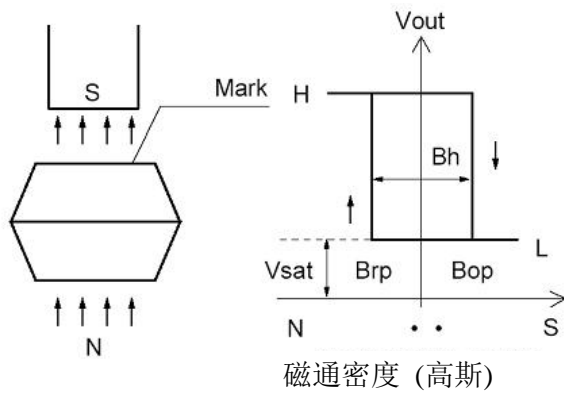 S
Mark
N
Vout
H
Bh
L
Vsat
Brp
Bop
N
S
磁通密度 (高斯)